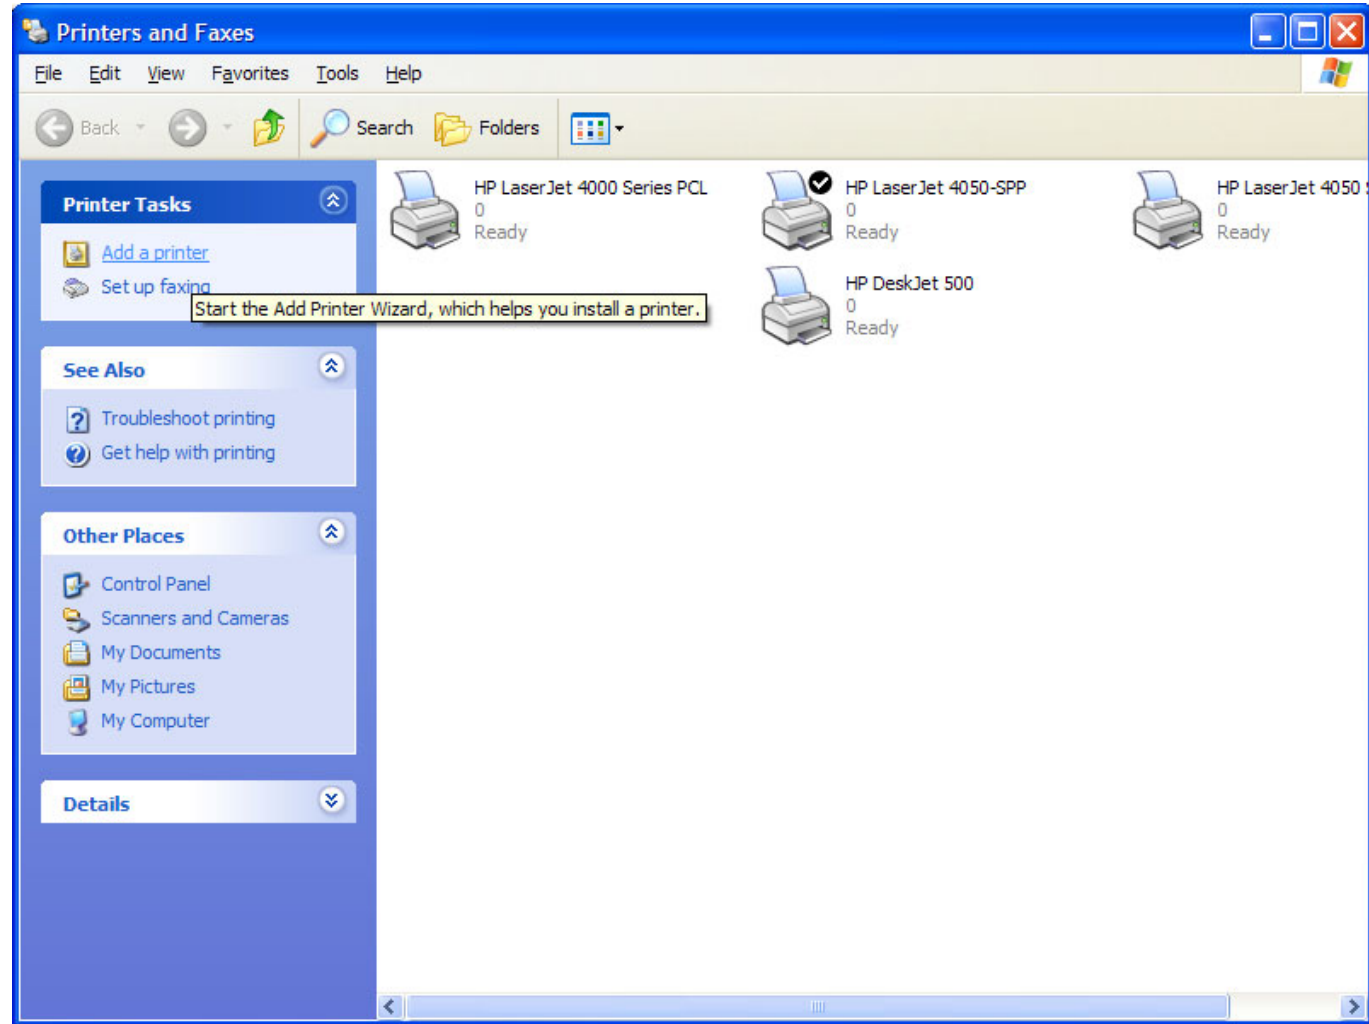 Printers and Faxes
File Edit View Favorites Tools Help
Back Search Folders
Printer Tasks
Add a printer
Set up faxing
Start the Add Printer Wizard, which helps you install a printer.
See Also
Troubleshoot printing
Get help with printing
Other Places
Control Panel
Scanners and Cameras
My Documents
My Pictures
My Computer
Details
HP LaserJet 4000 Series PCL
0
Ready
HP LaserJet 4050-SPP
0
Ready
HP LaserJet 4050
0
Ready
HP DeskJet 500
0
Ready